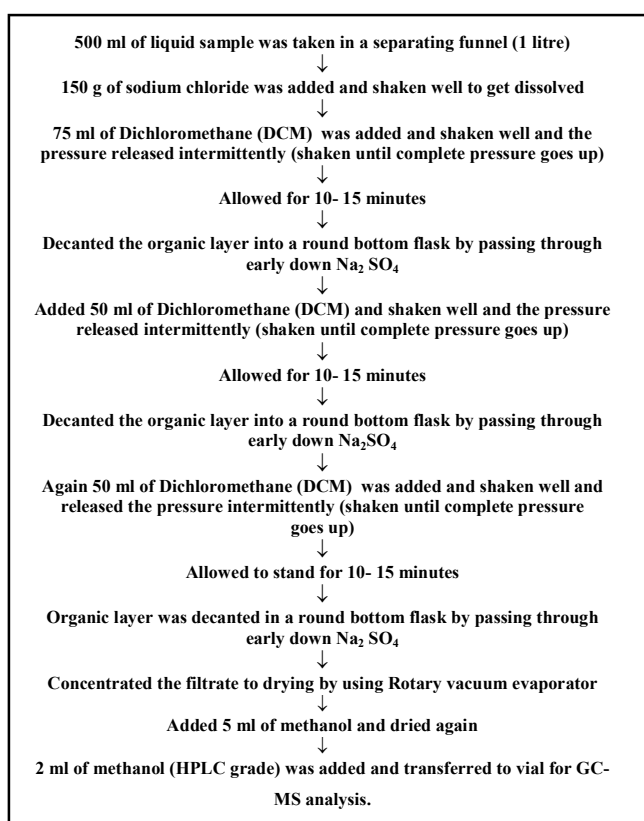 500 ml of liquid sample was taken in a separating funnel (1 litre)
↓
150 g of sodium chloride was added and shaken well to get dissolved
↓
75 ml of Dichloromethane (DCM) was added and shaken well and the
pressure released intermittently (shaken until complete pressure goes up)
↓
Allowed for 10- 15 minutes
↓
Decanted the organic layer into a round bottom flask by passing through
early down Na₂ SO₄
↓
Added 50 ml of Dichloromethane (DCM) and shaken well and the pressure
released intermittently (shaken until complete pressure goes up)
↓
Allowed for 10- 15 minutes
↓
Decanted the organic layer into a round bottom flask by passing through
early down Na₂SO₄
↓
Again 50 ml of Dichloromethane (DCM) was added and shaken well and
released the pressure intermittently (shaken until complete pressure
goes up)
↓
Allowed to stand for 10- 15 minutes
↓
Organic layer was decanted in a round bottom flask by passing through
early down Na₂ SO₄
↓
Concentrated the filtrate to drying by using Rotary vacuum evaporator
↓
Added 5 ml of methanol and dried again
↓
2 ml of methanol (HPLC grade) was added and transferred to vial for GC-
MS analysis.